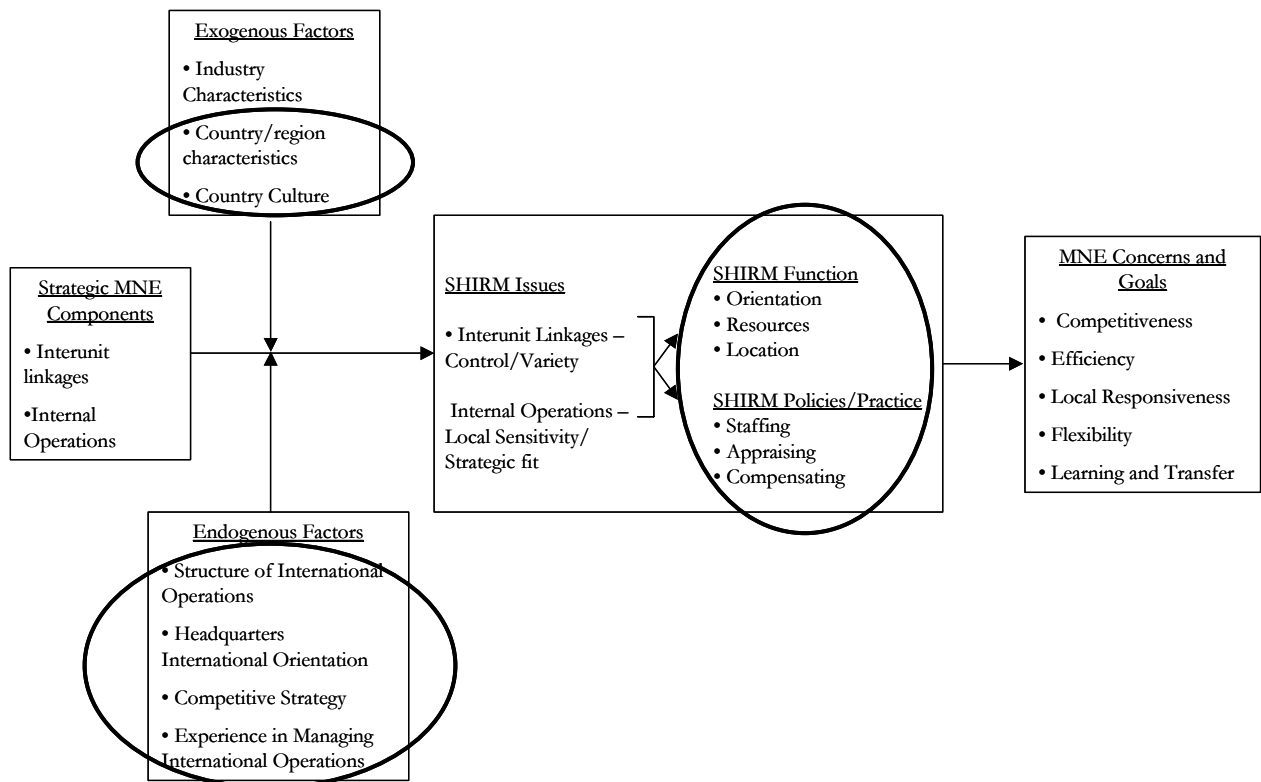 Exogenous Factors
• Industry
Characteristics
• Country/region
characteristics
• Country Culture
Strategic MNE
Components
• Interunit
linkages
•Internal
Operations
Endogenous Factors
• Structure of International
Operations
• Headquarters
International Orientation
• Competitive Strategy
• Experience in Managing
International Operations
SHIRM Issues
• Interunit Linkages –
Control/Variety
Internal Operations –
Local Sensitivity/
Strategic fit
SHIRM Function
• Orientation
• Resources
• Location
SHIRM Policies/Practice
• Staffing
• Appraising
• Compensating
MNE Concerns and
Goals
• Competitiveness
• Efficiency
• Local Responsiveness
• Flexibility
• Learning and Transfer